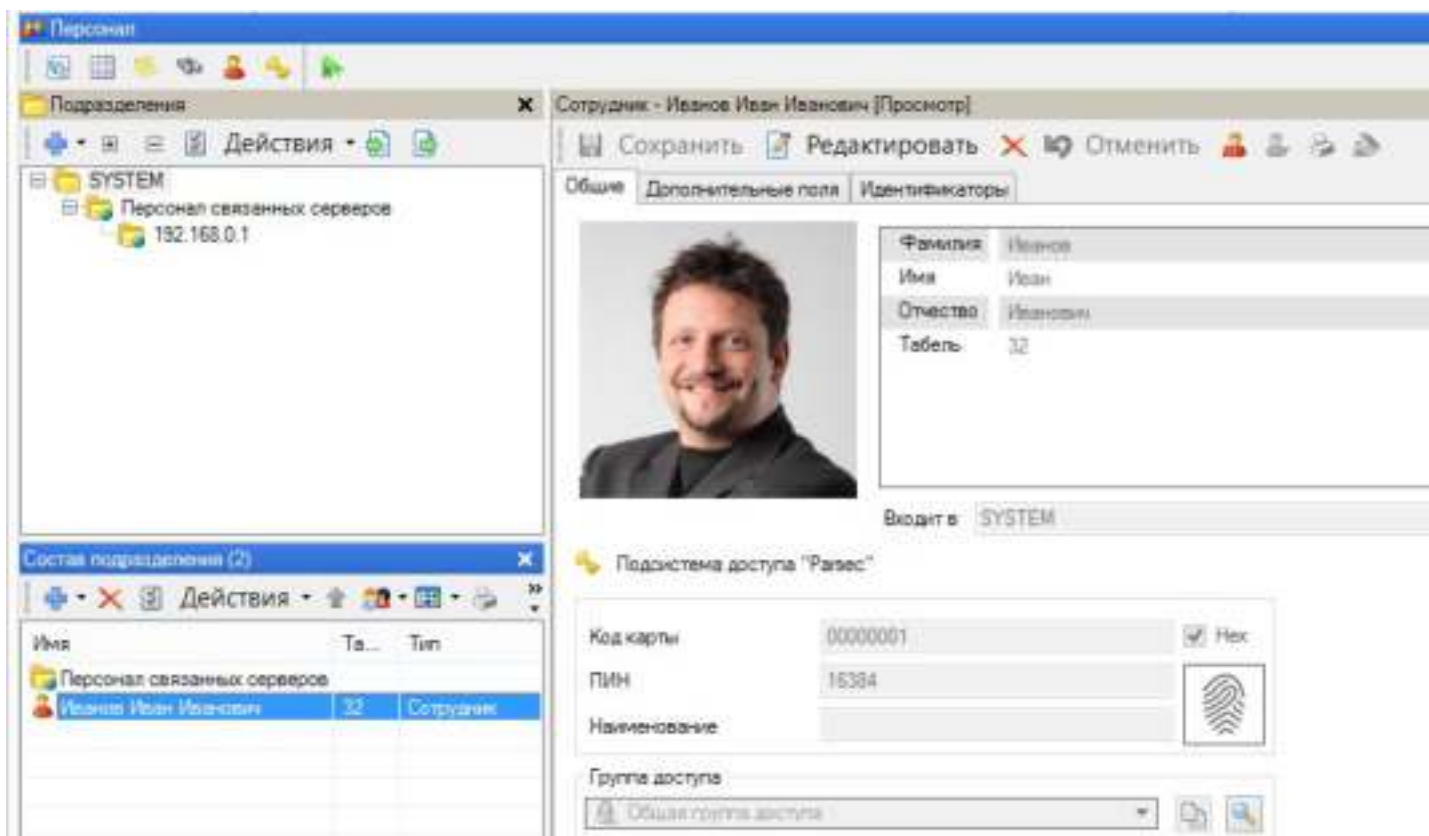 Персонал
Подразделения
Действия
SYSTEM
Персонал связанных серверов
192.168.0.1
Состав подразделения (2)
Действия
Имя Та... Тип
Персонал связанных серверов
Иванов Иван Иванович 32 Сотрудник
Сотрудник - Иванов Иван Иванович [Просмотр]
Сохранить Редактировать Отменить
Общие Дополнительные поля Идентификаторы
Фамилия Иванов
Имя Иван
Отчество Иванович
Табель 32
Входит в SYSTEM
Подсистема доступа "Parsec"
Код карты 00000001 Hex
ПИН 16384
Наименование
Группа доступа
Общая группа доступа